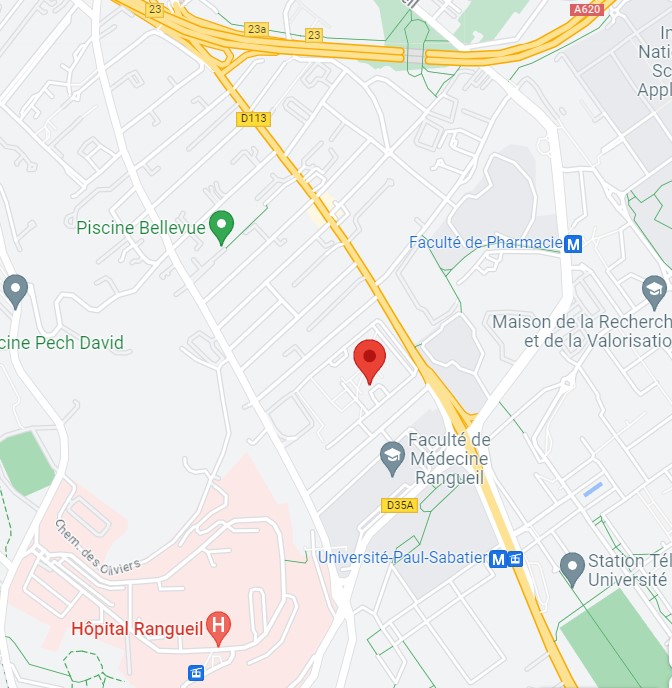 23
23a
23
A620
In
Nati
Sc
Appl
D113
Piscine Bellevue
Faculté de Pharmacie M
Maison de la Recherch
et de la Valorisatio
cine Pech David
Faculté de
Médecine
Rangueil
D35A
Chem. des Oliviers
Université-Paul-Sabatier M
Station Tél
Université
Hôpital Rangueil H